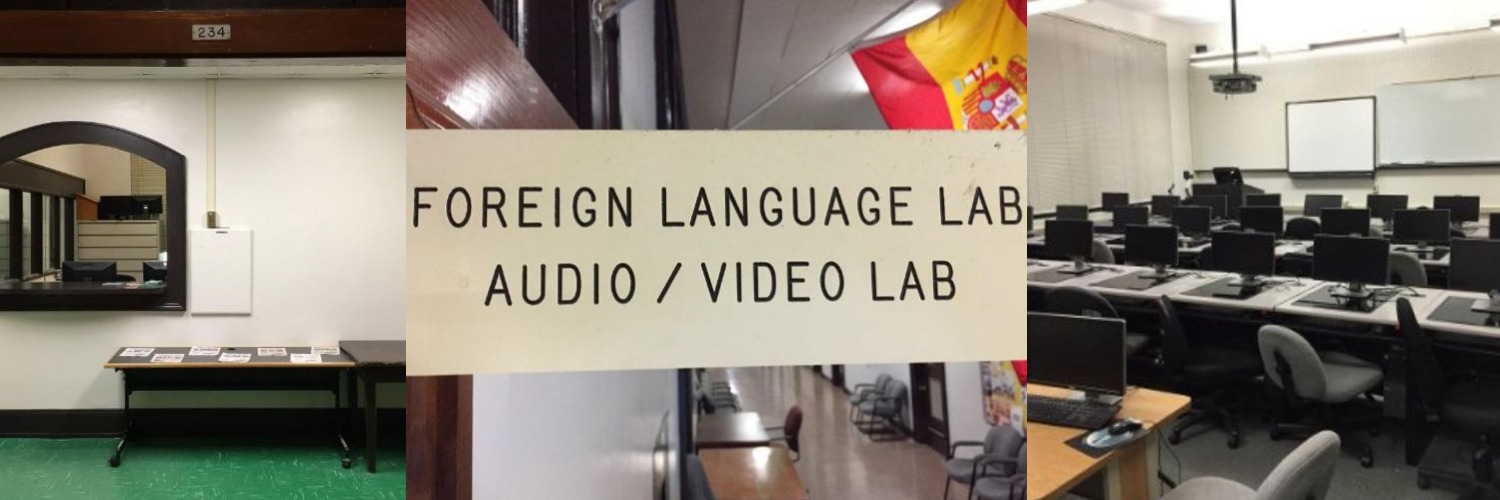 234
FOREIGN LANGUAGE LAB
AUDIO / VIDEO LAB